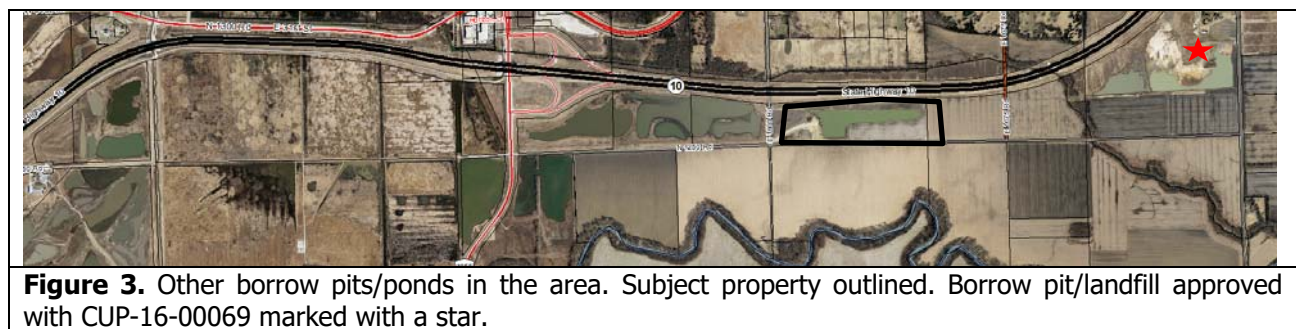 10
State Highway 10
Figure 3. Other borrow pits/ponds in the area. Subject property outlined. Borrow pit/landfill approved
with CUP-16-00069 marked with a star.